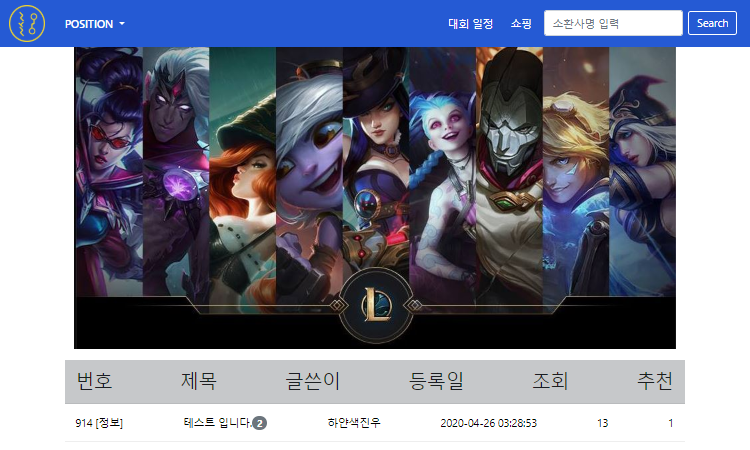 POSITION 대회 일정 쇼핑 소환사명 입력 Search
L
번호 제목 글쓴이 등록일 조회 추천
914 [정보] 테스트 입니다. 2 하얀색진우 2020-04-26 03:28:53 13 1